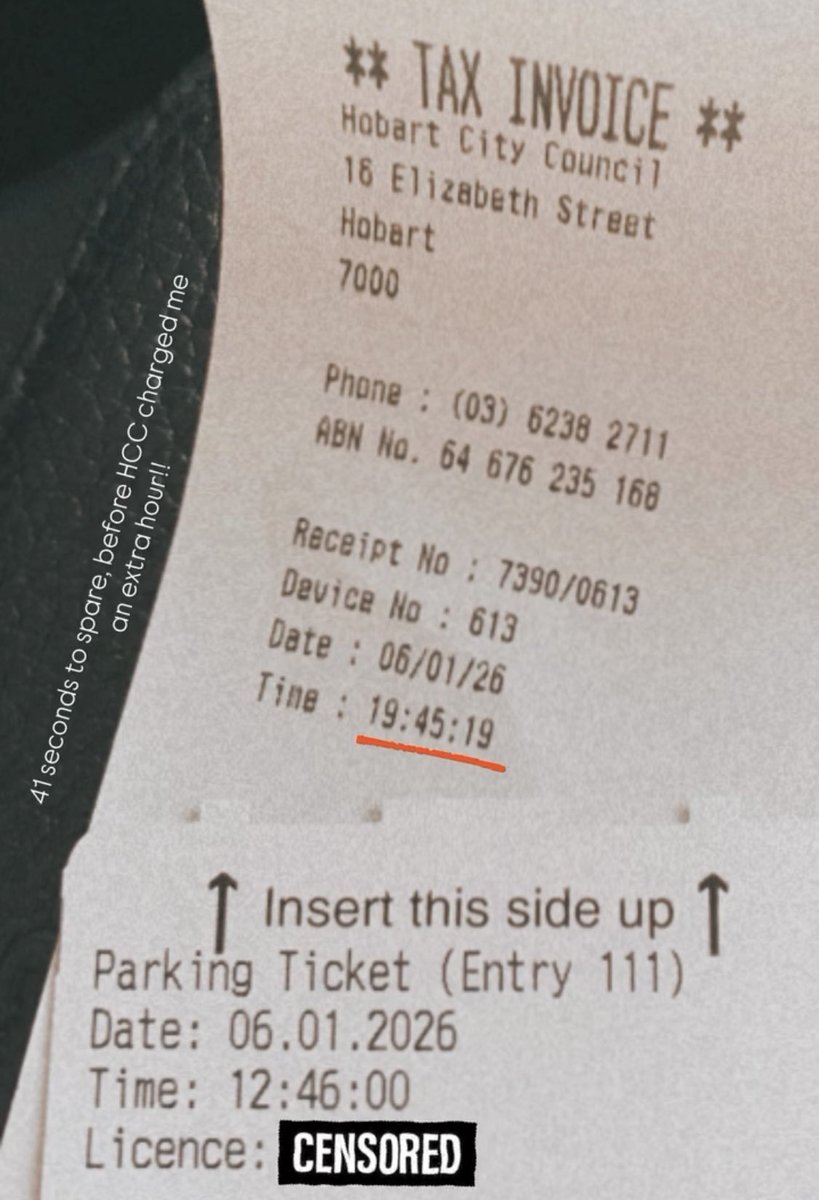 ** TAX INVOICE **
Hobart City Council
16 Elizabeth Street
Hobart
7000
Phone : (03) 6238 2711
ABN No. 64 676 235 168
Receipt No : 7390/0613
Device No : 613
Date : 06/01/26
Time : 19:45:19
41 seconds to spare, before HCC charged me
an extra hour!!
↑ Insert this side up ↑
Parking Ticket (Entry 111)
Date: 06.01.2026
Time: 12:46:00
Licence: CENSORED